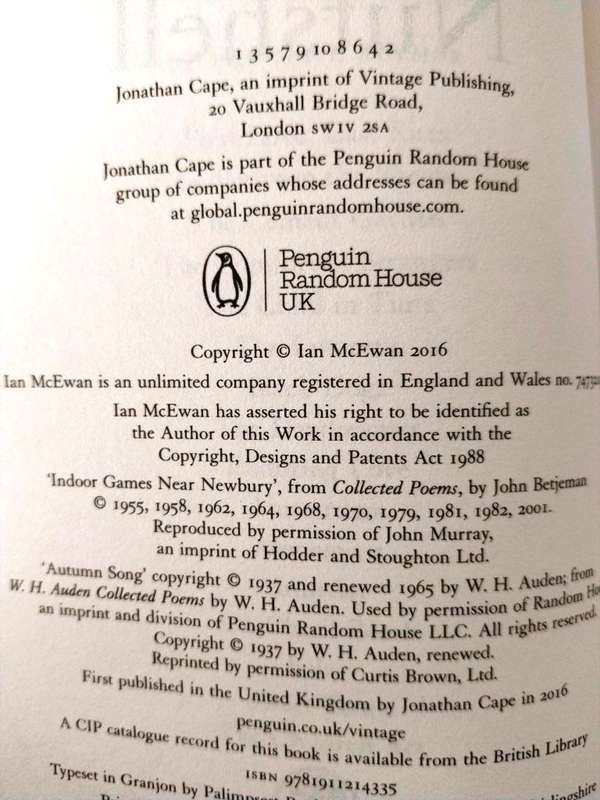 1 3 5 7 9 10 8 6 4 2
Jonathan Cape, an imprint of Vintage Publishing,
20 Vauxhall Bridge Road,
London SW1V 2SA
Jonathan Cape is part of the Penguin Random House
group of companies whose addresses can be found
at global.penguinrandomhouse.com.
Penguin
Random House
UK
Copyright © Ian McEwan 2016
Ian McEwan is an unlimited company registered in England and Wales no.
Ian McEwan has asserted his right to be identified as
the Author of this Work in accordance with the
Copyright, Designs and Patents Act 1988
'Indoor Games Near Newbury', from Collected Poems, by John Betjeman
© 1955, 1958, 1962, 1964, 1968, 1970, 1979, 1981, 1982, 2001.
Reproduced by permission of John Murray,
an imprint of Hodder and Stoughton Ltd.
'Autumn Song' copyright © 1937 and renewed 1965 by W. H. Auden; from
W. H. Auden Collected Poems by W. H. Auden. Used by permission of Random
an imprint and division of Penguin Random House LLC. All rights reserved.
Copyright © 1937 by W. H. Auden, renewed.
Reprinted by permission of Curtis Brown, Ltd.
First published in the United Kingdom by Jonathan Cape in 2016
penguin.co.uk/vintage
A CIP catalogue record for this book is available from the British Library
ISBN 9781911214335
Typeset in Granjon by